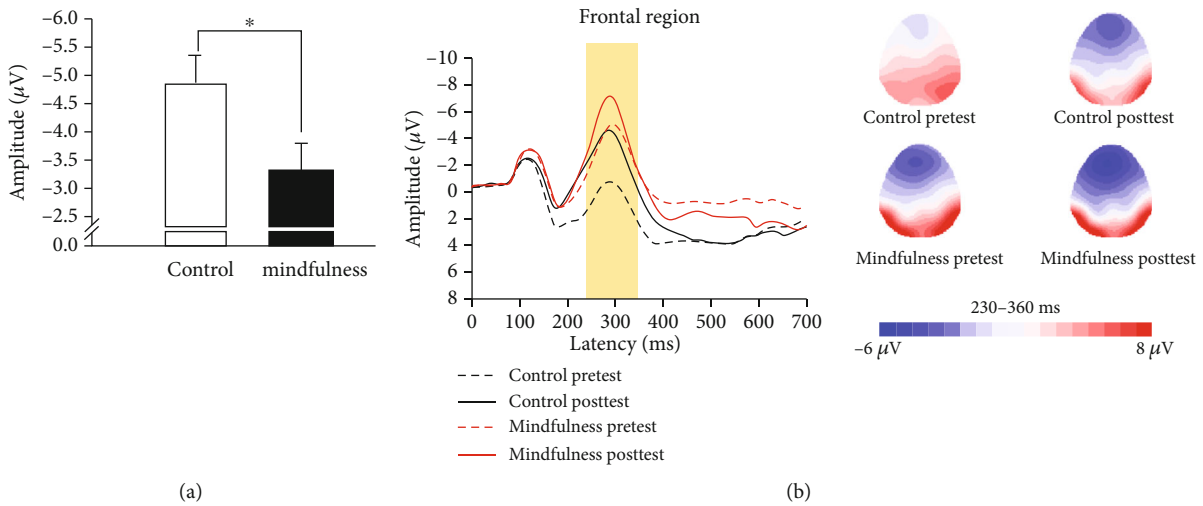 −6.0
−5.5
−5.0
−4.5
−4.0
−3.5
−3.0
−2.5
0.0
Amplitude (μV)
*
Control
mindfulness
(a)
Frontal region
−10
−8
−6
−4
−2
0
2
4
6
8
Amplitude (μV)
0 100 200 300 400 500 600 700
Latency (ms)
Control pretest
Control posttest
Mindfulness pretest
Mindfulness posttest
Control pretest
Control posttest
Mindfulness pretest
Mindfulness posttest
230–360 ms
−6 μV
8 μV
(b)